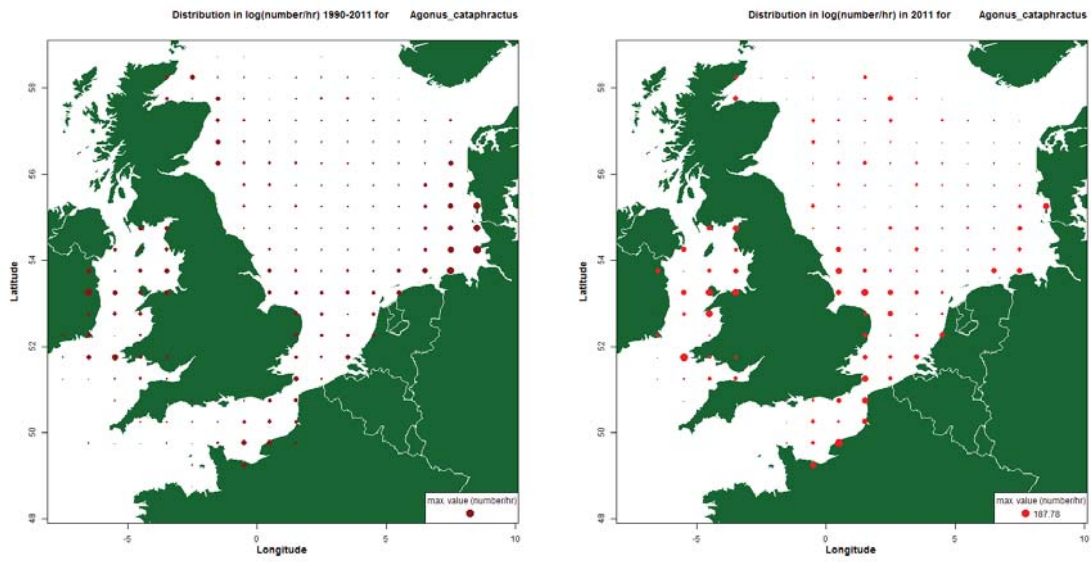 Distribution in log(number/hr) 1990-2011 for Agonus_cataphractus
Latitude
58
56
54
52
50
48
-5
0
5
10
Longitude
max. value (number/hr)
Distribution in log(number/hr) in 2011 for Agonus_cataphractus
Latitude
58
56
54
52
50
48
-5
0
5
10
Longitude
max. value (number/hr)
187.78